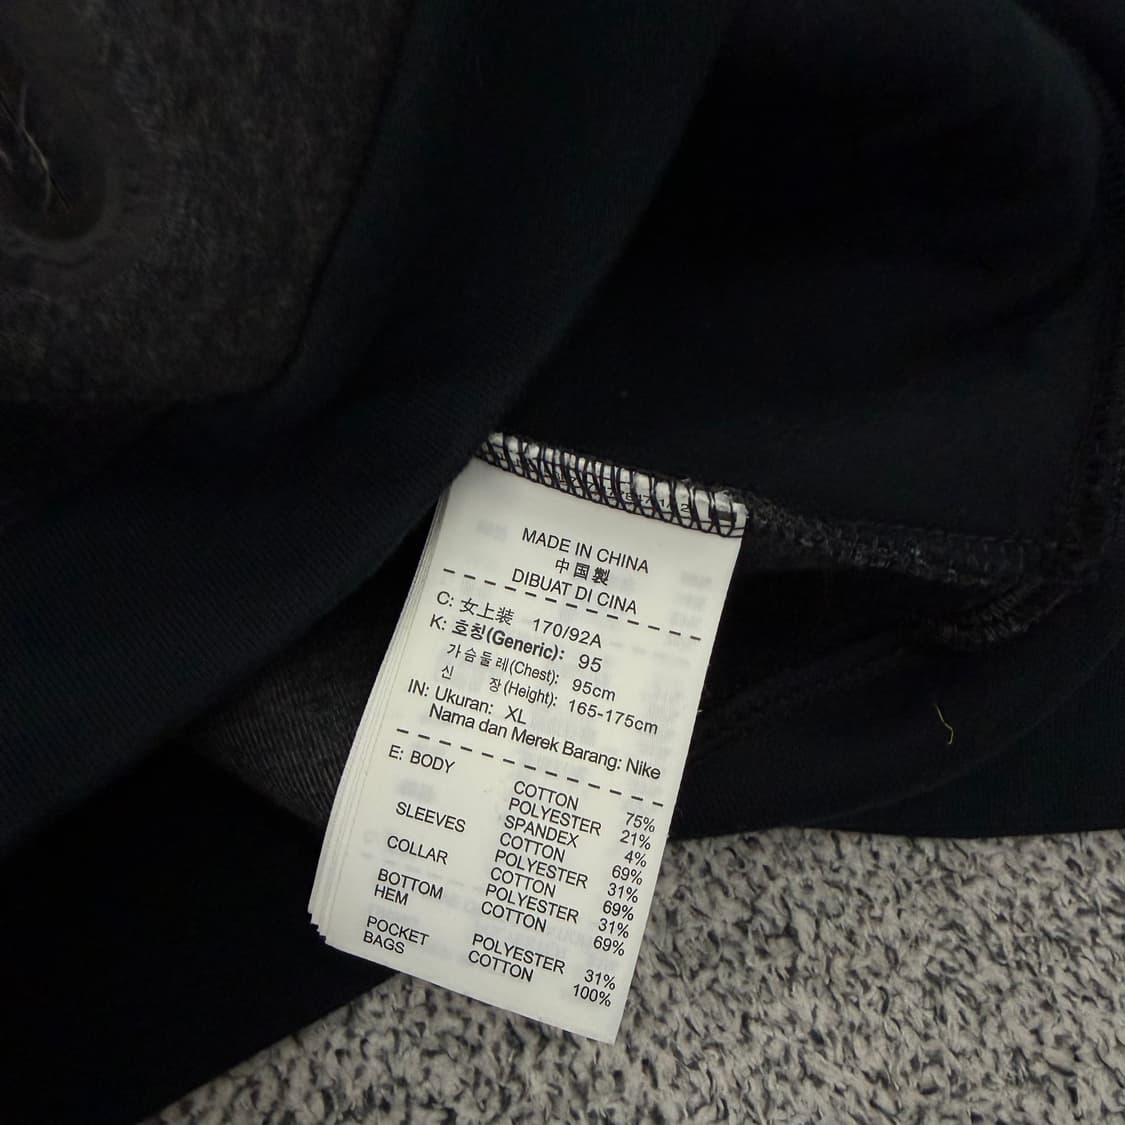 MADE IN CHINA
中国製
DIBUAT DI CINA
C: 女上装 170/92A
K: 호칭(Generic): 95
가슴둘레(Chest): 95cm
신 장(Height): 165-175cm
IN: Ukuran: XL
Nama dan Merek Barang: Nike
E: BODY COTTON 75%
POLYESTER 21%
SPANDEX 4%
SLEEVES COTTON 69%
POLYESTER 31%
COLLAR COTTON 69%
POLYESTER 31%
BOTTOM HEM COTTON 69%
POLYESTER 31%
POCKET BAGS COTTON 100%